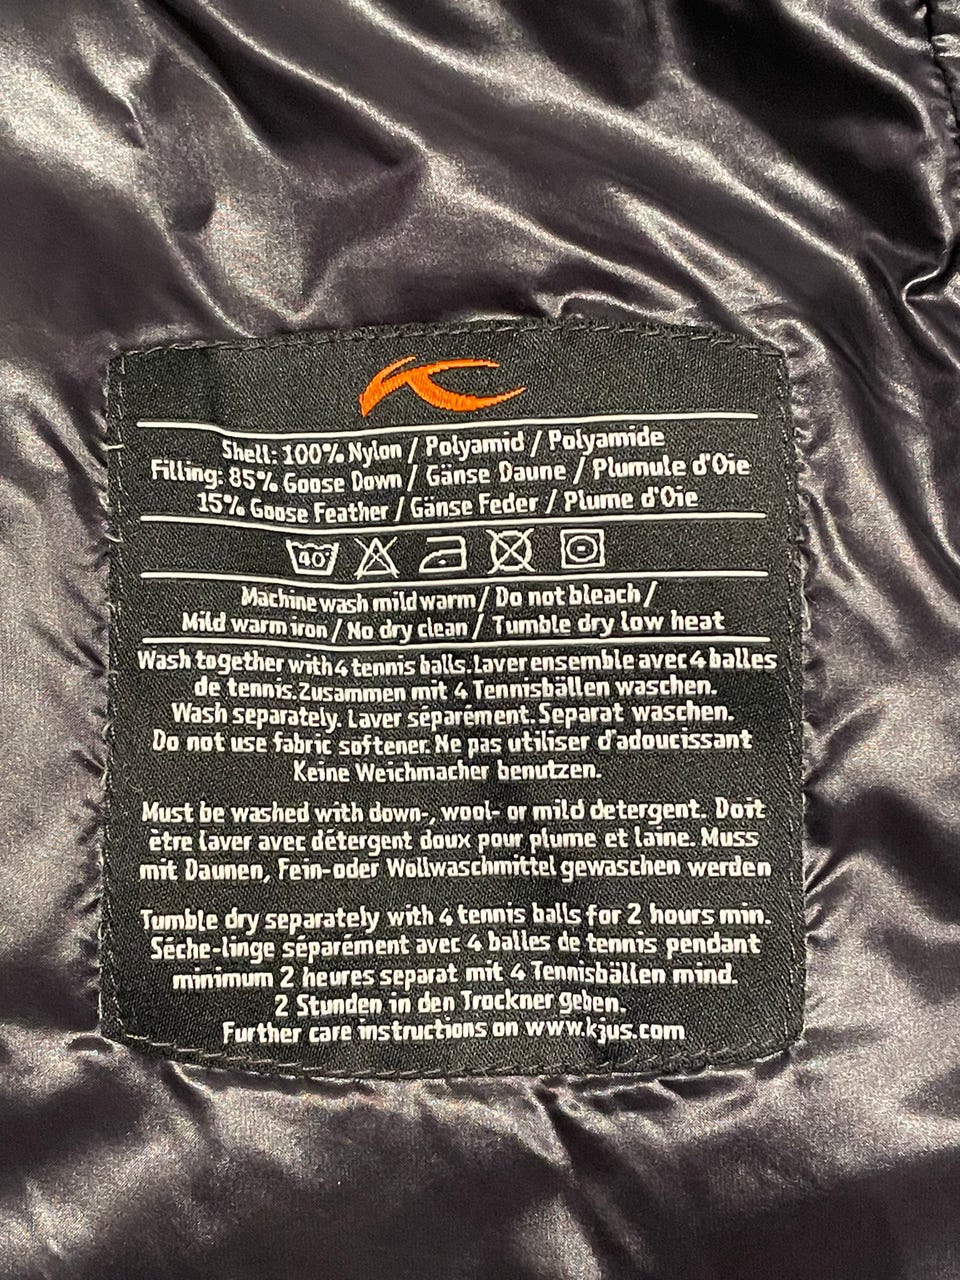 Shell: 100% Nylon / Polyamid / Polyamide
Filling: 85% Goose Down / Gänse Daune / Plumule d'Oie
15% Goose Feather / Gänse Feder / Plume d'Oie
40°
Machine wash mild warm / Do not bleach /
Mild warm iron / No dry clean / Tumble dry low heat
Wash together with 4 tennis balls. Laver ensemble avec 4 balles
de tennis. Zusammen mit 4 Tennisbällen waschen.
Wash separately. Laver séparément. Separat waschen.
Do not use fabric softener. Ne pas utiliser d'adoucissant
Keine Weichmacher benutzen.
Must be washed with down-, wool- or mild detergent. Doit
être laver avec détergent doux pour plume et laine. Muss
mit Daunen, Fein-oder Wollwaschmittel gewaschen werden
Tumble dry separately with 4 tennis balls for 2 hours min.
Séche-linge séparément avec 4 balles de tennis pendant
minimum 2 heures separat mit 4 Tennisbällen mind.
2 Stunden in den Trockner geben.
Further care instructions on www.kjus.com